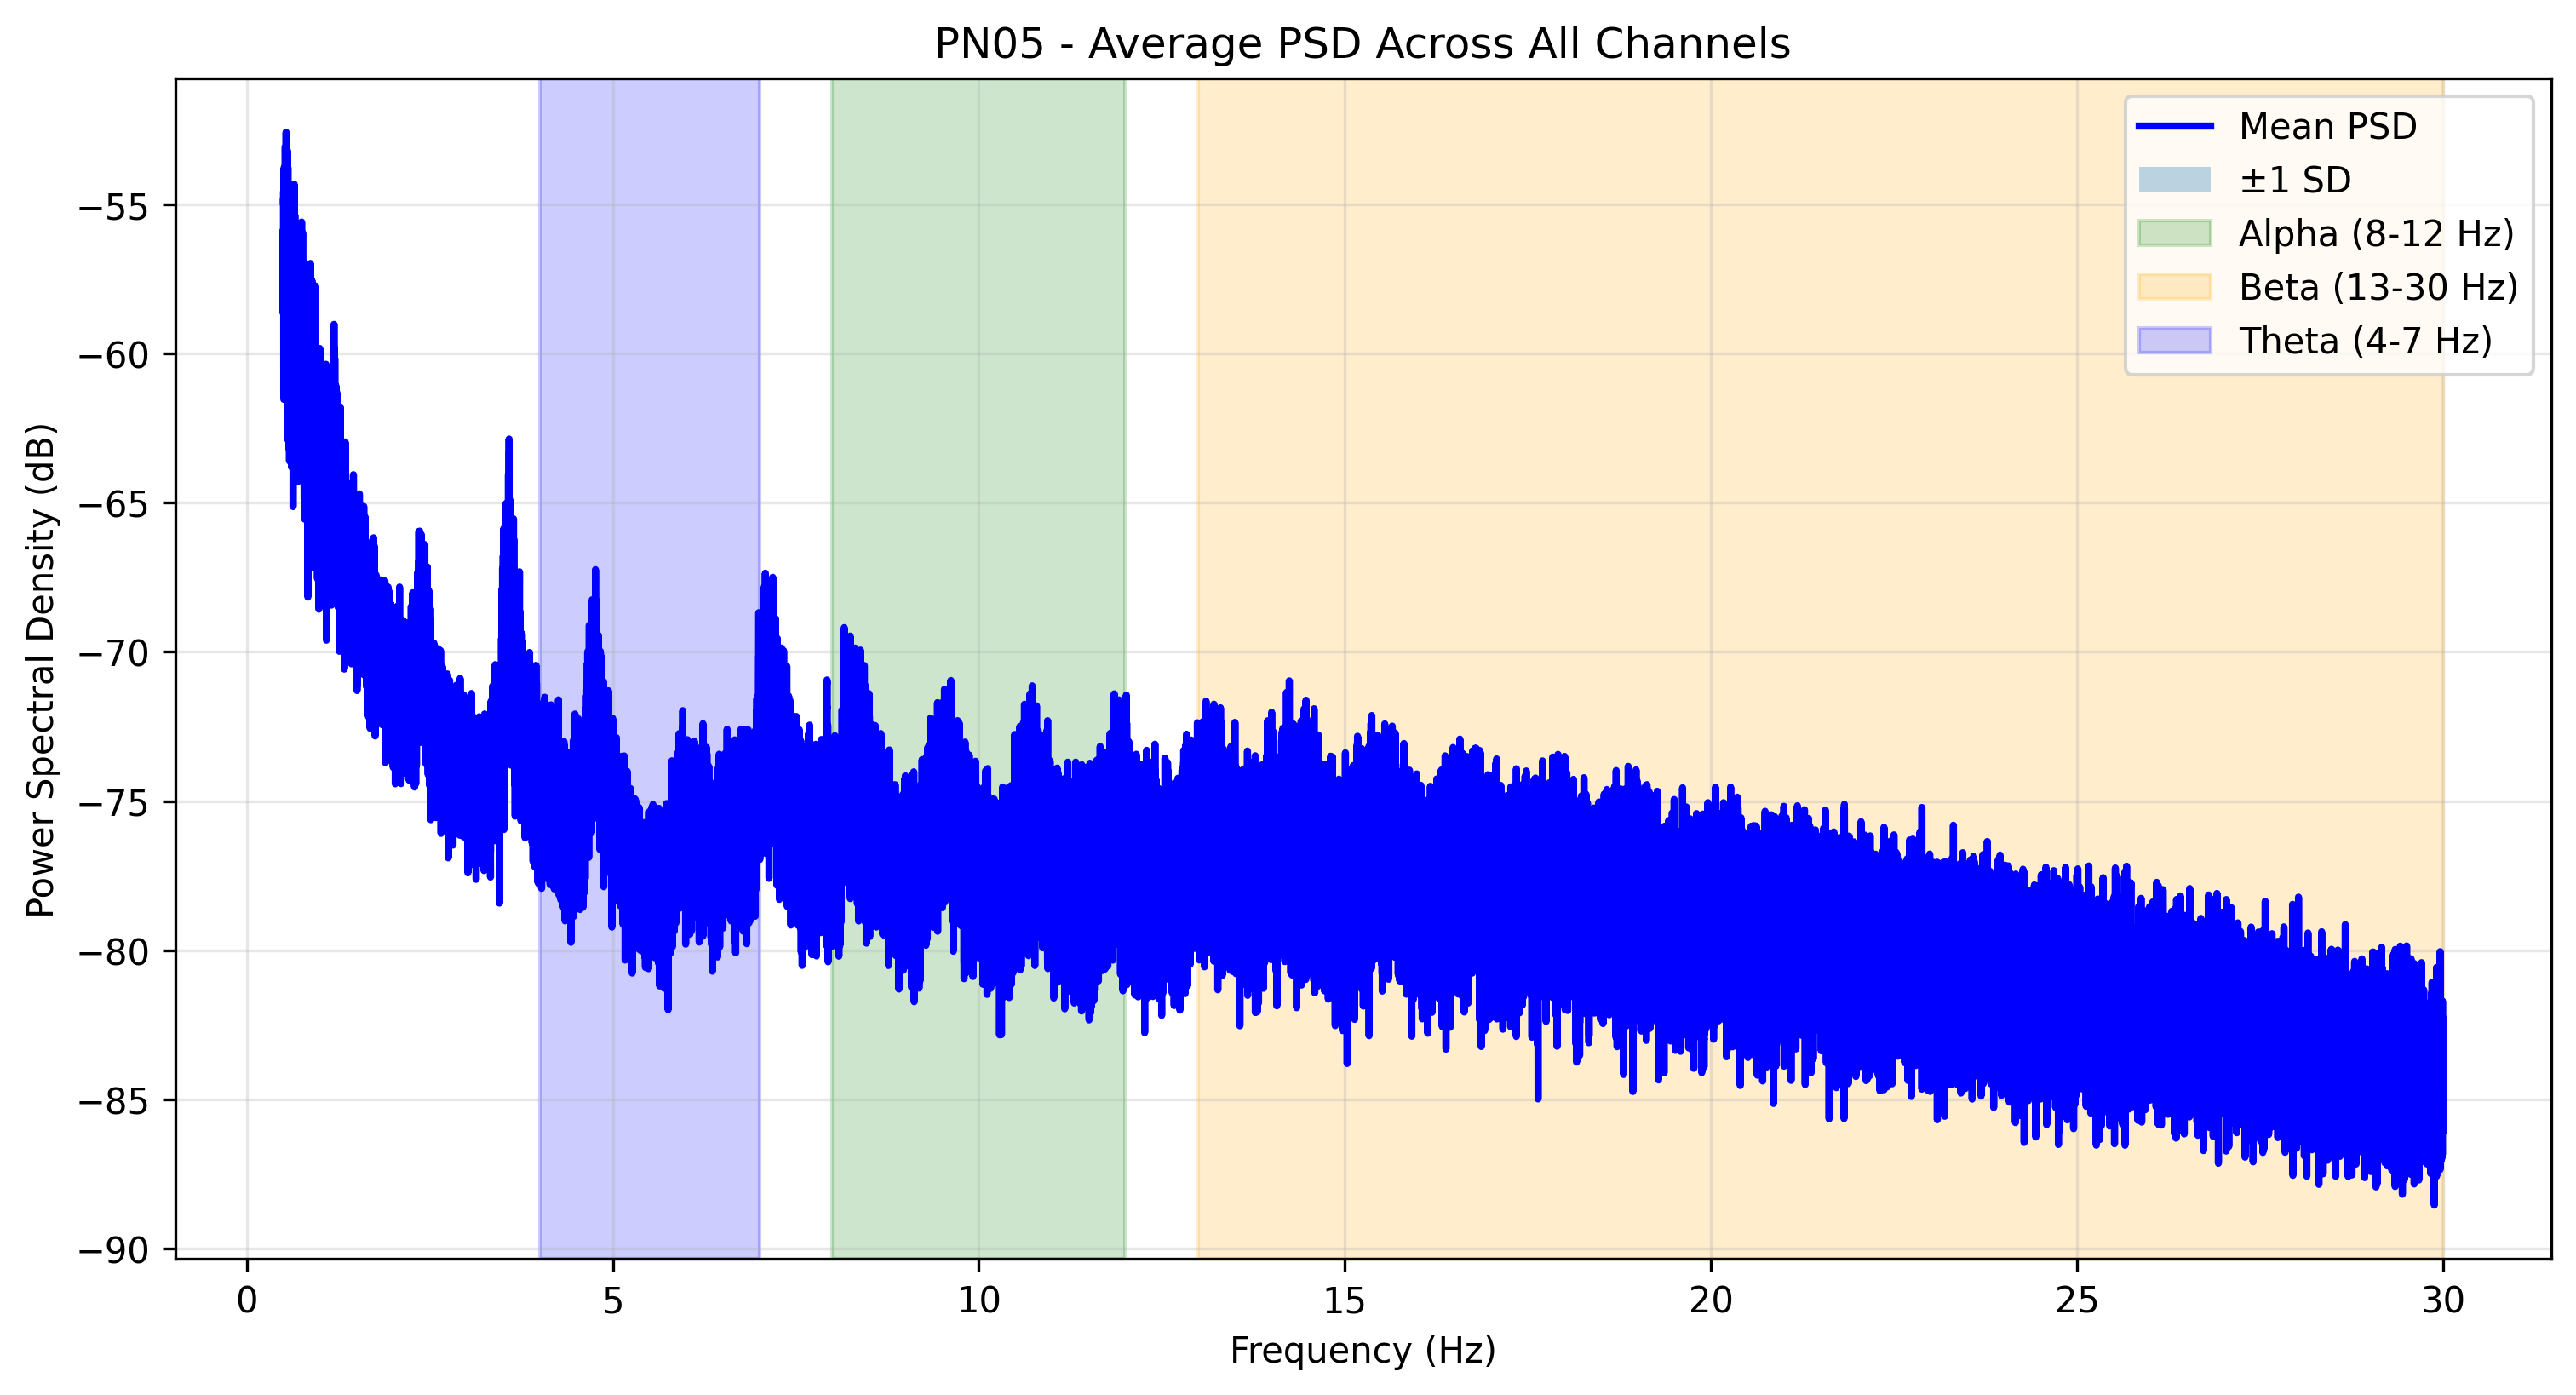 PN05 - Average PSD Across All Channels
Power Spectral Density (dB)
−55
−60
−65
−70
−75
−80
−85
−90
Mean PSD
±1 SD
Alpha (8-12 Hz)
Beta (13-30 Hz)
Theta (4-7 Hz)
0 5 10 15 20 25 30
Frequency (Hz)